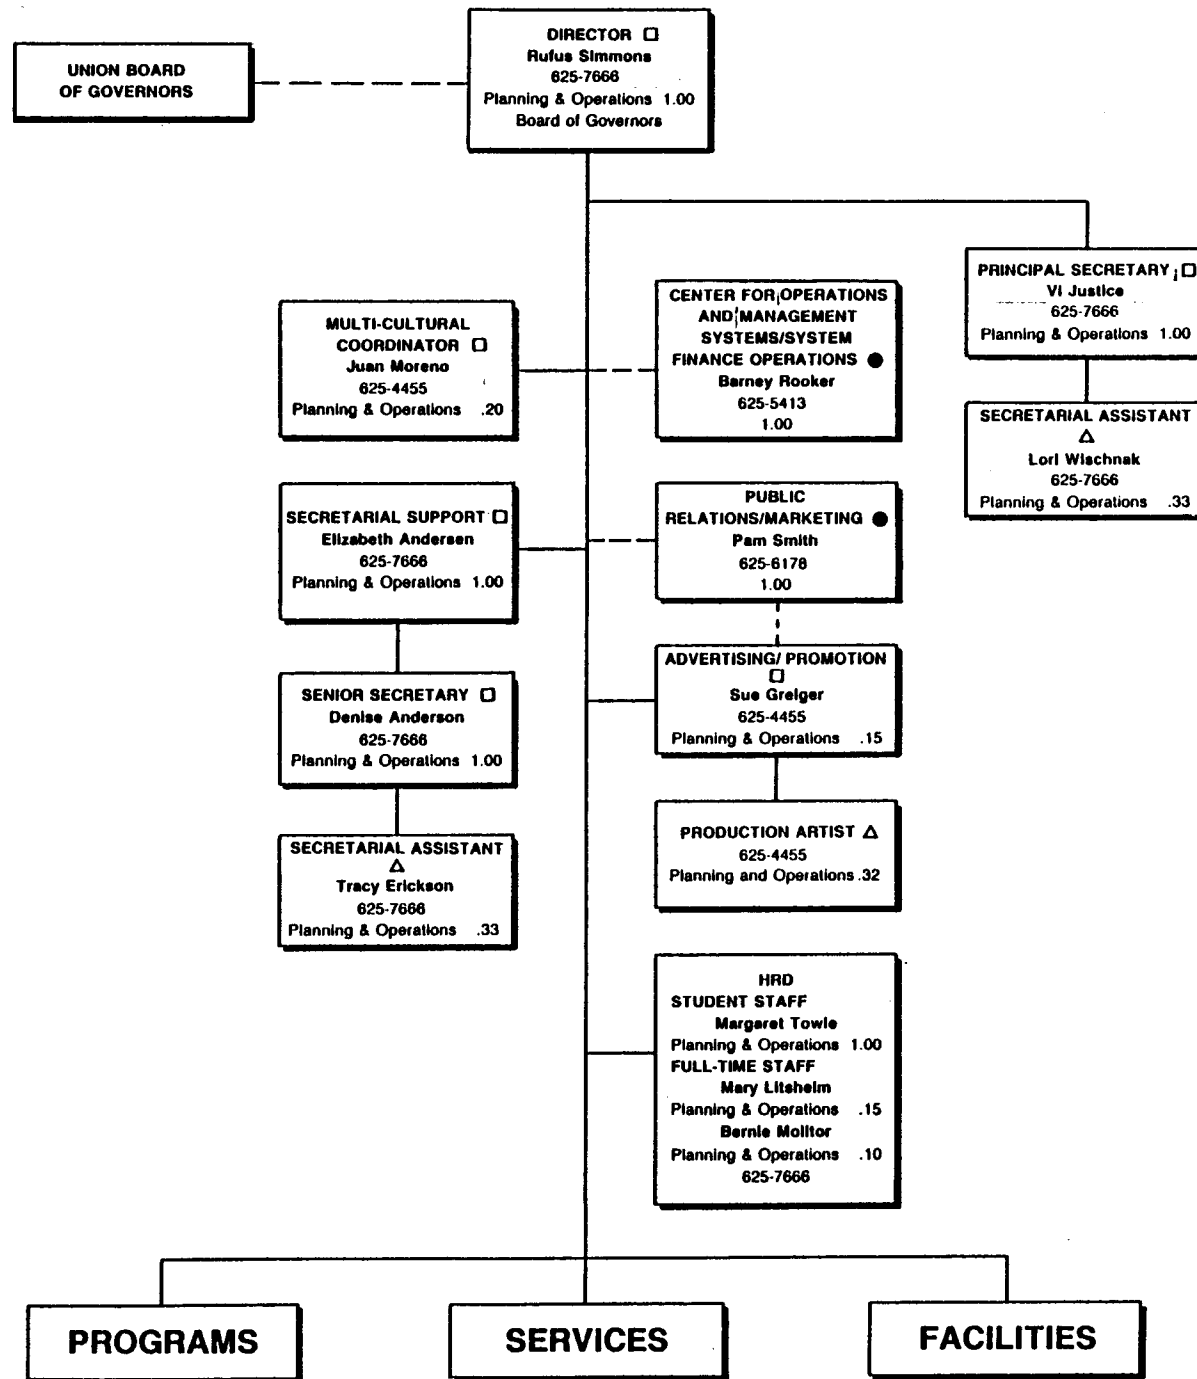 DIRECTOR
Rufus Simmons
625-7666
Planning & Operations 1.00
Board of Governors
UNION BOARD
OF GOVERNORS
PRINCIPAL SECRETARY
Vi Justice
625-7666
Planning & Operations 1.00
SECRETARIAL ASSISTANT
Lori Wischnak
625-7666
Planning & Operations .33
MULTI-CULTURAL
COORDINATOR
Juan Moreno
625-4455
Planning & Operations .20
CENTER FOR OPERATIONS
AND MANAGEMENT
SYSTEMS/SYSTEM
FINANCE OPERATIONS
Barney Rooker
625-5413
1.00
SECRETARIAL SUPPORT
Elizabeth Andersen
625-7666
Planning & Operations 1.00
PUBLIC
RELATIONS/MARKETING
Pam Smith
625-6178
1.00
SENIOR SECRETARY
Denise Anderson
625-7666
Planning & Operations 1.00
ADVERTISING/ PROMOTION
Sue Greiger
625-4455
Planning & Operations .15
SECRETARIAL ASSISTANT
Tracy Erickson
625-7666
Planning & Operations .33
PRODUCTION ARTIST
625-4455
Planning and Operations .32
HRD
STUDENT STAFF
Margaret Towle
Planning & Operations 1.00
FULL-TIME STAFF
Mary Litsheim
Planning & Operations .15
Bernie Molitor
Planning & Operations .10
625-7666
PROGRAMS
SERVICES
FACILITIES